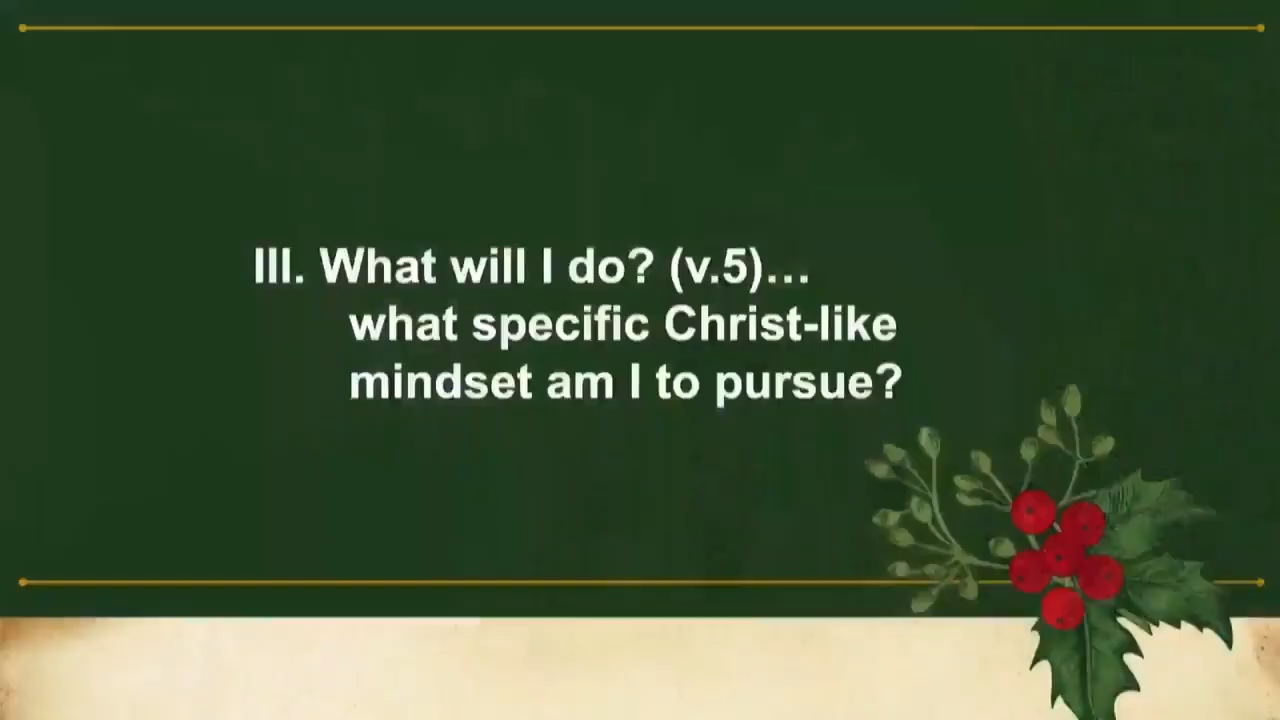 III. What will I do? (v.5)…
what specific Christ-like
mindset am I to pursue?